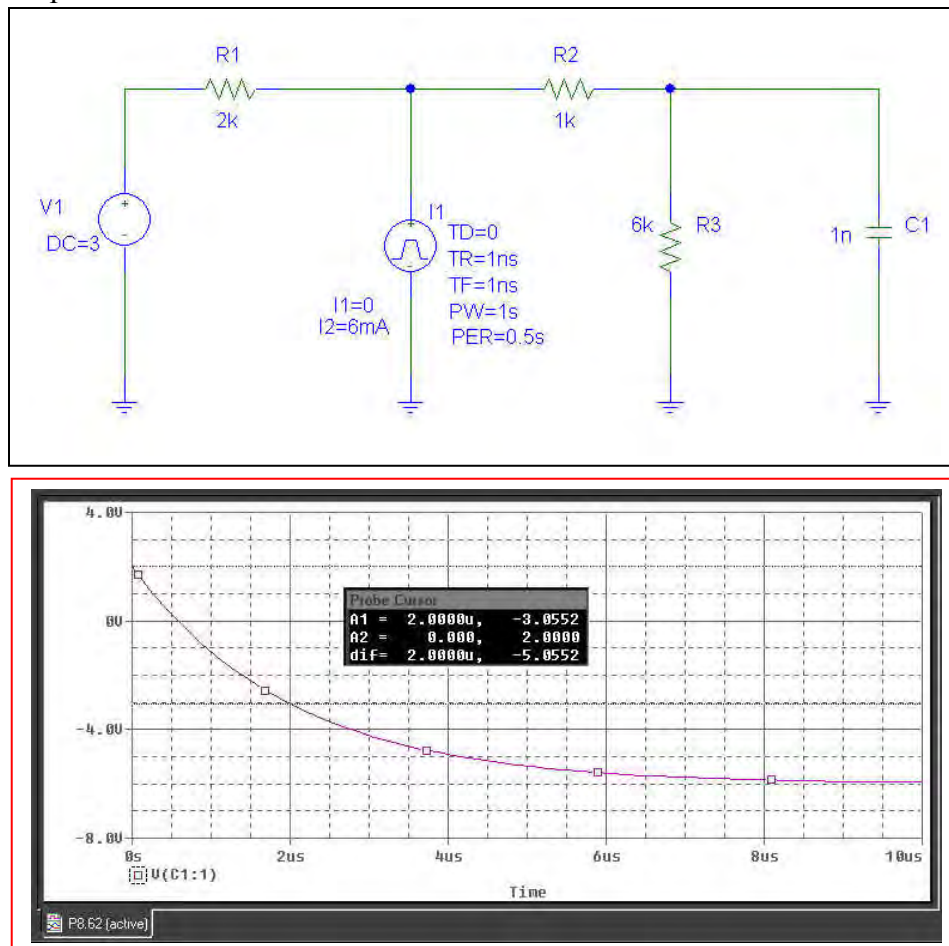 R1
R2
2k
1k
V1
DC=3
I1
TD=0
TR=1ns
TF=1ns
PW=1s
PER=0.5s
I1=0
I2=6mA
6k
R3
1n
C1
4.0V
0V
-4.0V
-8.0V
Probe Cursor
A1 = 2.0000u, -3.0552
A2 = 0.000, 2.0000
dif= 2.0000u, -5.0552
0s
2us
4us
6us
8us
10us
V(C1:1)
Time
P8.62 (active)